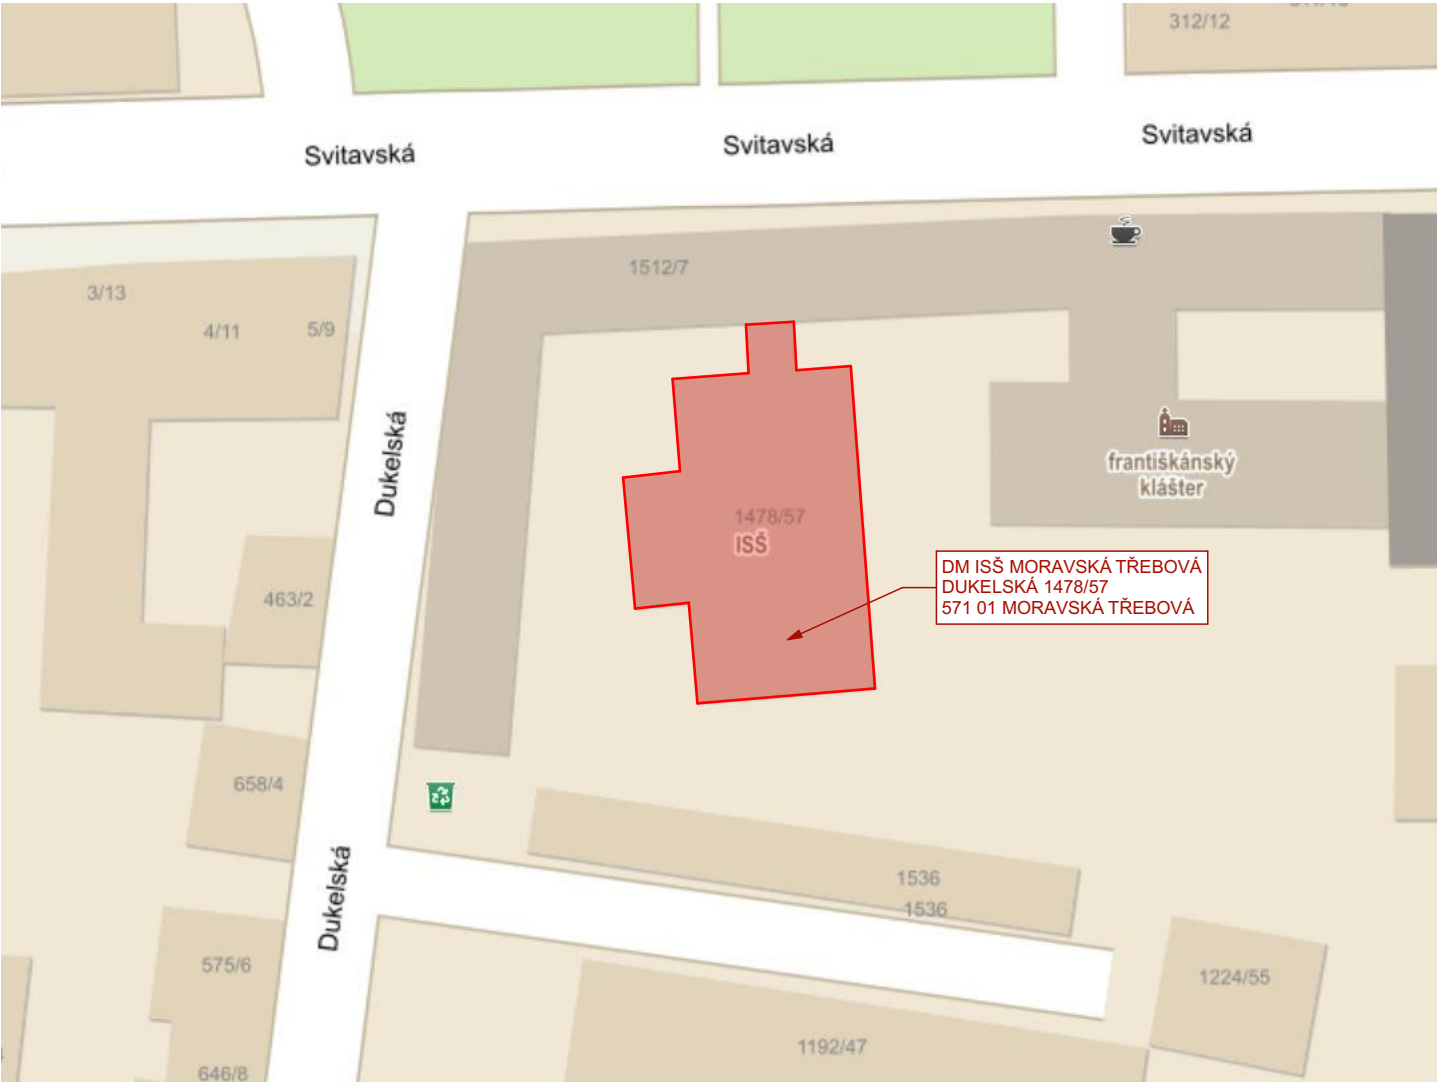 312/12
Svitavská
Svitavská
Svitavská
1512/7
3/13
4/11
5/9
Dukelská
františkánský
klášter
1478/57
ISŠ
DM ISŠ MORAVSKÁ TŘEBOVÁ
DUKELSKÁ 1478/57
571 01 MORAVSKÁ TŘEBOVÁ
463/2
658/4
Dukelská
1536
1536
575/6
1224/55
1192/47
646/8